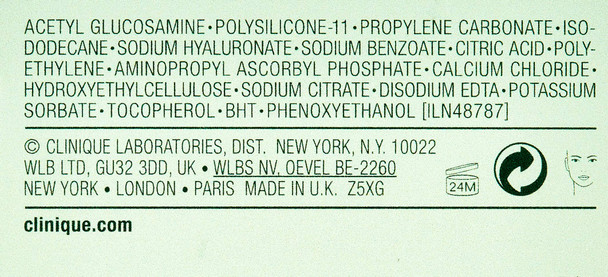 ACETYL GLUCOSAMINE•POLYSILICONE-11•PROPYLENE CARBONATE•ISO-
DODECANE•SODIUM HYALURONATE•SODIUM BENZOATE•CITRIC ACID•POLY-
ETHYLENE•AMINOPROPYL ASCORBYL PHOSPHATE•CALCIUM CHLORIDE•
HYDROXYETHYLCELLULOSE•SODIUM CITRATE•DISODIUM EDTA•POTASSIUM
SORBATE•TOCOPHEROL•BHT•PHENOXYETHANOL [ILN48787]
© CLINIQUE LABORATORIES, DIST. NEW YORK, N.Y. 10022
WLB LTD, GU32 3DD, UK • WLBS NV, OEVEL BE-2260
NEW YORK • LONDON • PARIS MADE IN U.K. Z5XG
24M
clinique.com